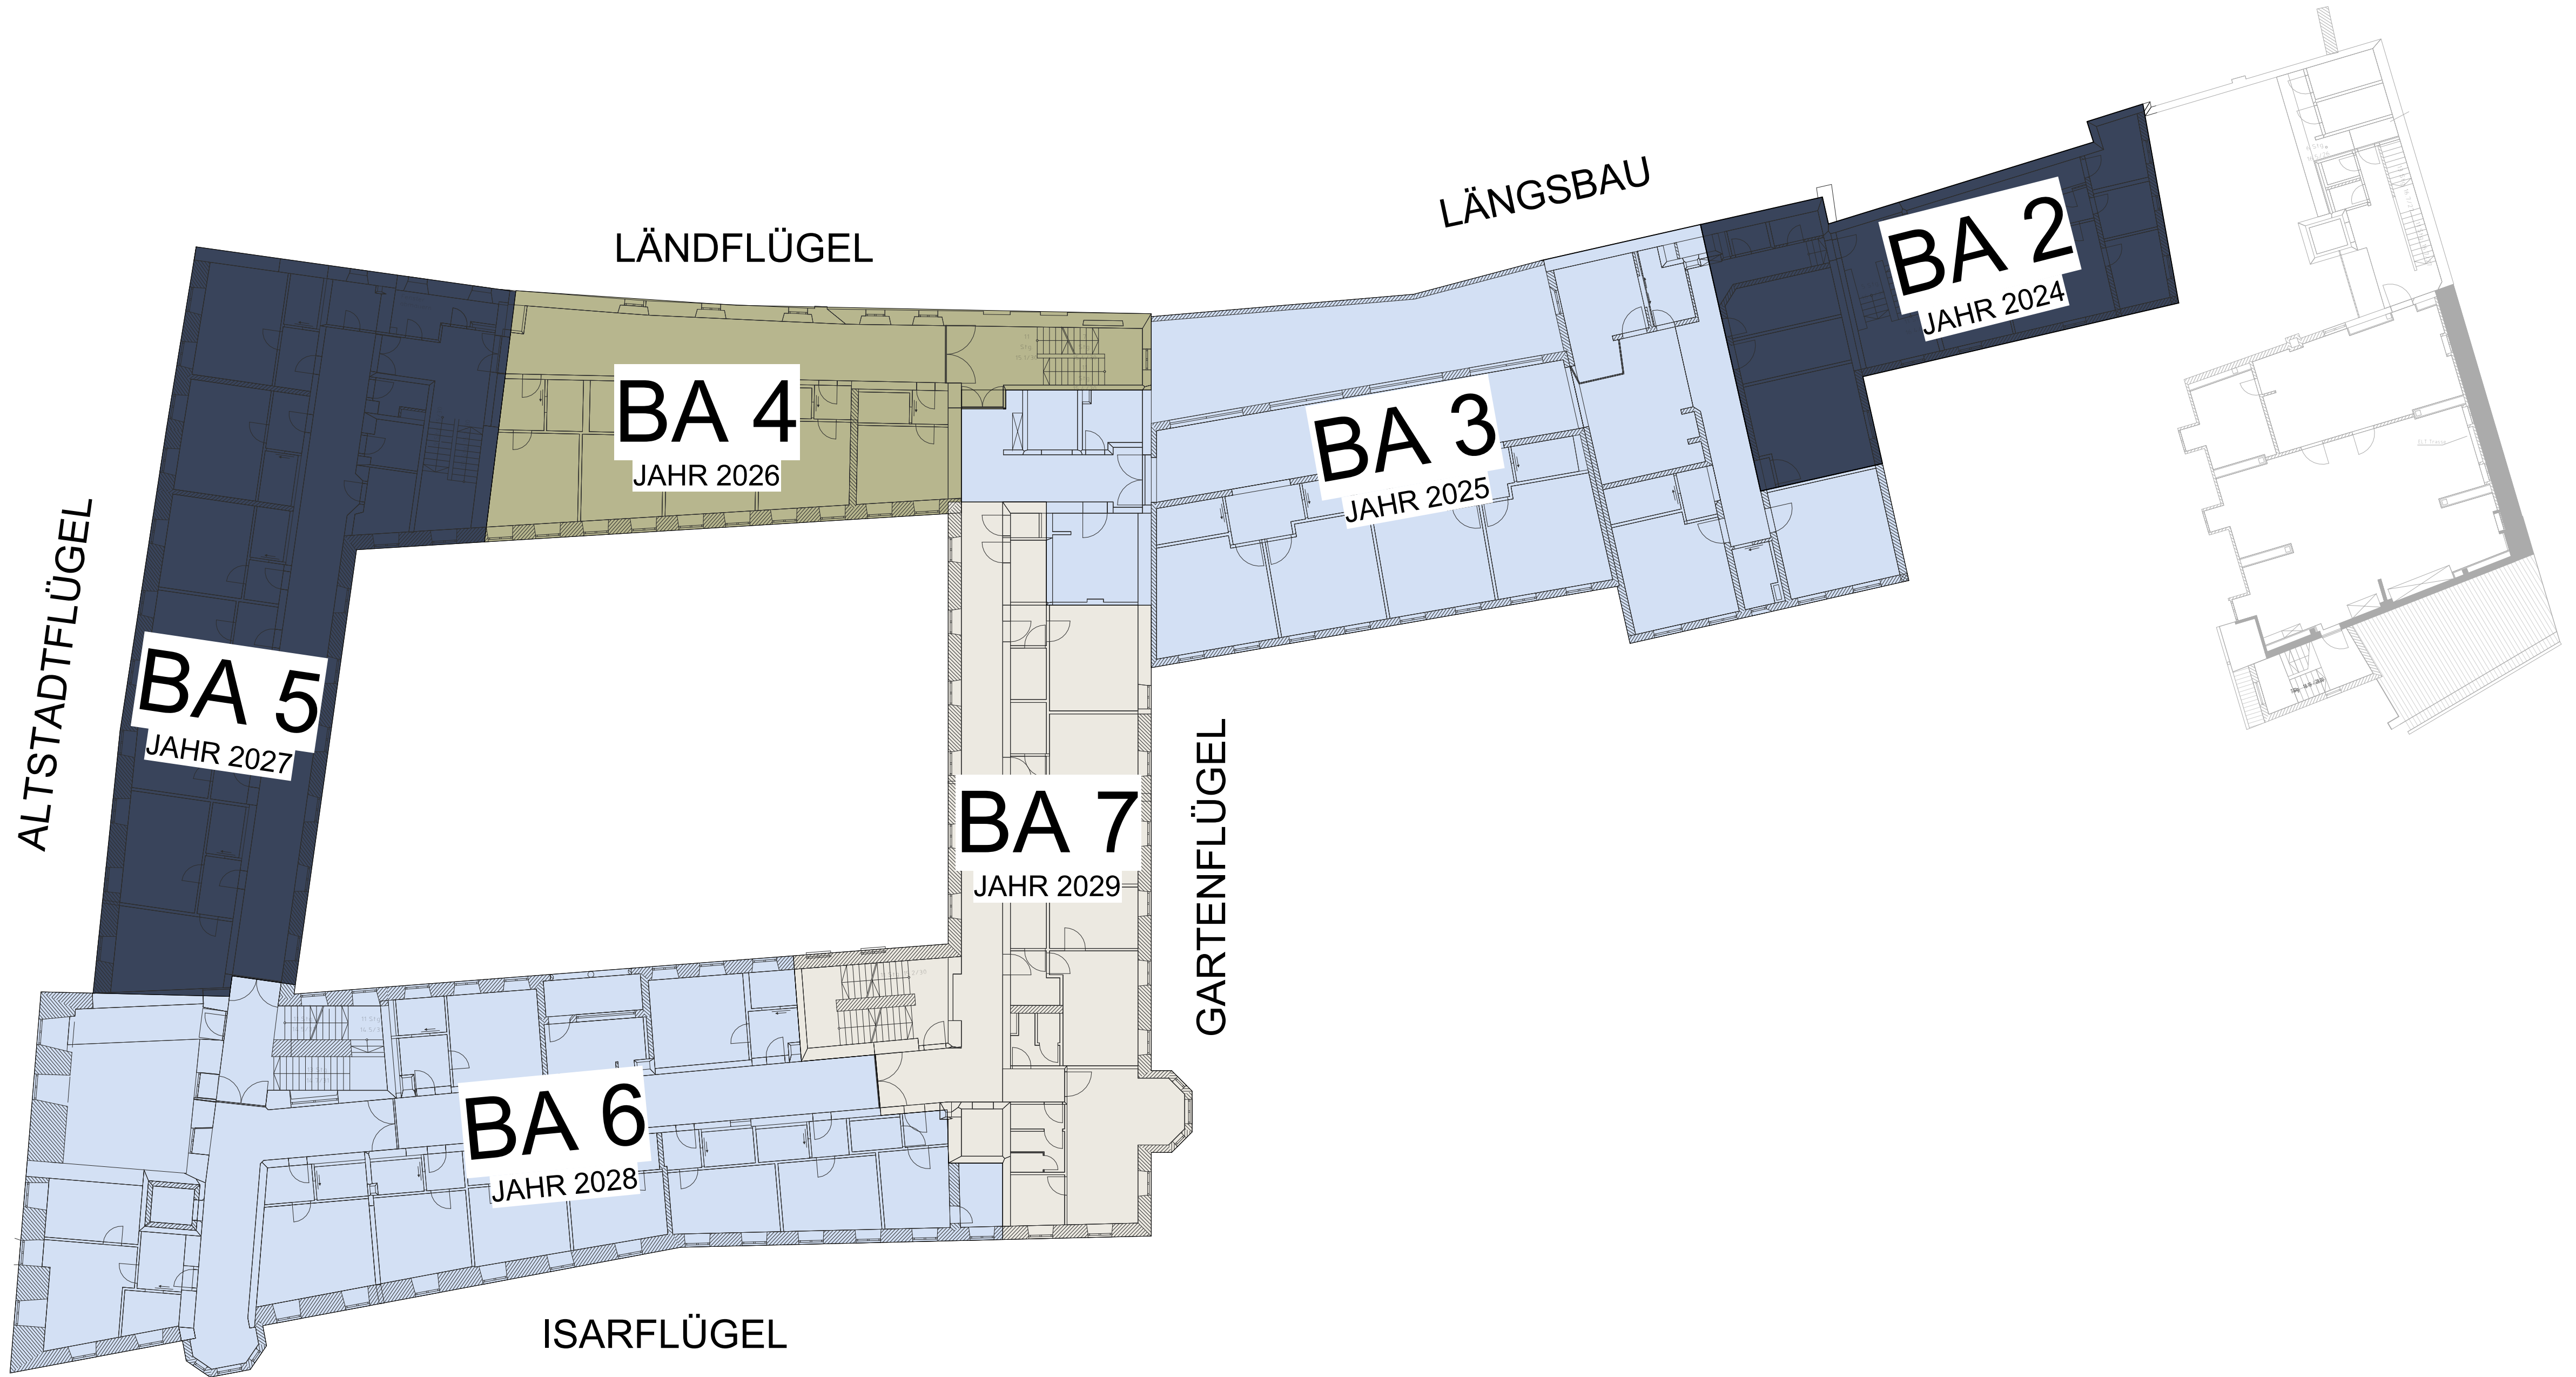 LÄNGSBAU
BA 2
JAHR 2024
LÄNDFLÜGEL
BA 4
JAHR 2026
BA 3
JAHR 2025
ALTSTADTFLÜGEL
BA 5
JAHR 2027
BA 7
JAHR 2029
GARTENFLÜGEL
BA 6
JAHR 2028
ISARFLÜGEL